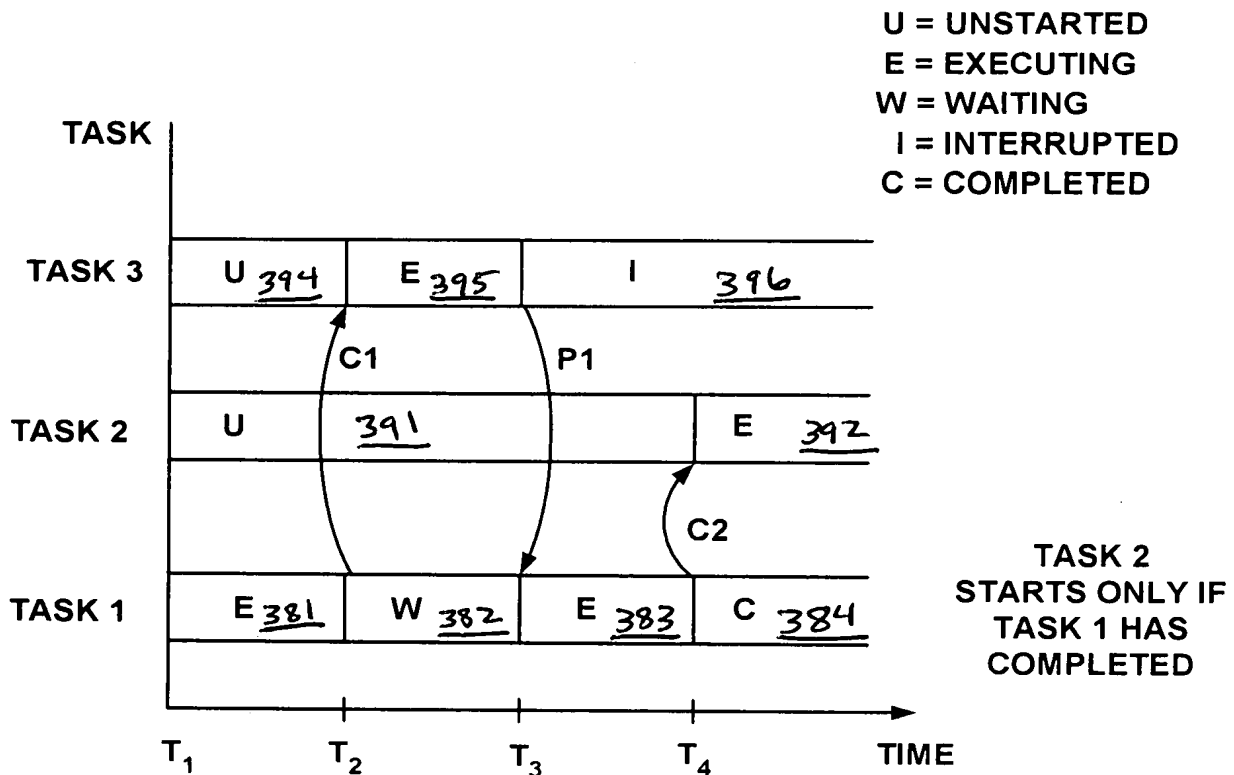 U = UNSTARTED
E = EXECUTING
W = WAITING
I = INTERRUPTED
C = COMPLETED
TASK
TASK 3
U 394
E 395
I 396
C1
P1
TASK 2
U 391
E 392
C2
TASK 1
E 381
W 382
E 383
C 384
TASK 2
STARTS ONLY IF
TASK 1 HAS
COMPLETED
T1
T2
T3
T4
TIME